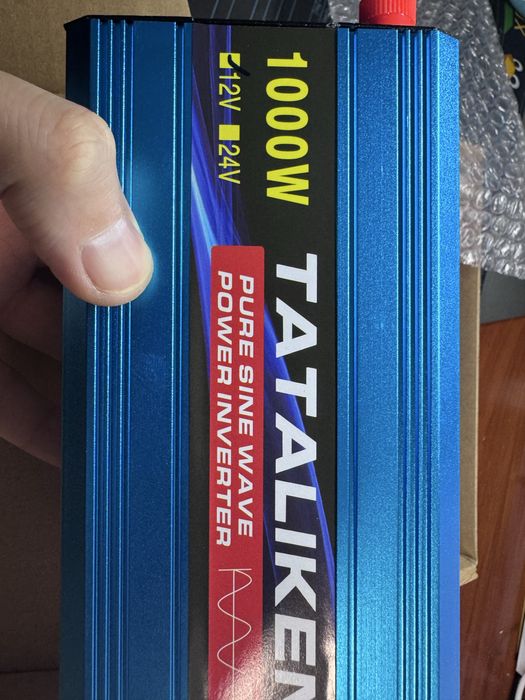 1000W
12V 24V
TATALIKEN
PURE SINE WAVE
POWER INVERTER